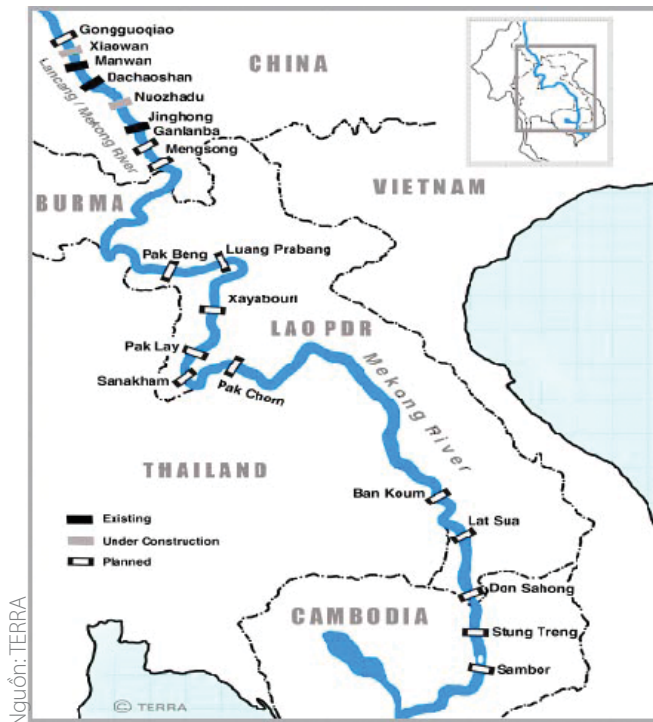 Gongguoqiao
Xiaowan
Manwan
Dachaoshan
Nuozhadu
Jinghong
Ganlanba
Mengsong
Lancang / Mekong River
CHINA
BURMA
VIETNAM
Pak Beng
Luang Prabang
Xayabouri
LAO PDR
Pak Lay
Sanakham
Pak Chom
Mekong River
THAILAND
Ban Koum
Lat Sua
Existing
Under Construction
Planned
Don Sahong
CAMBODIA
Stung Treng
Sambor
© TERRA
Nguồn: TERRA